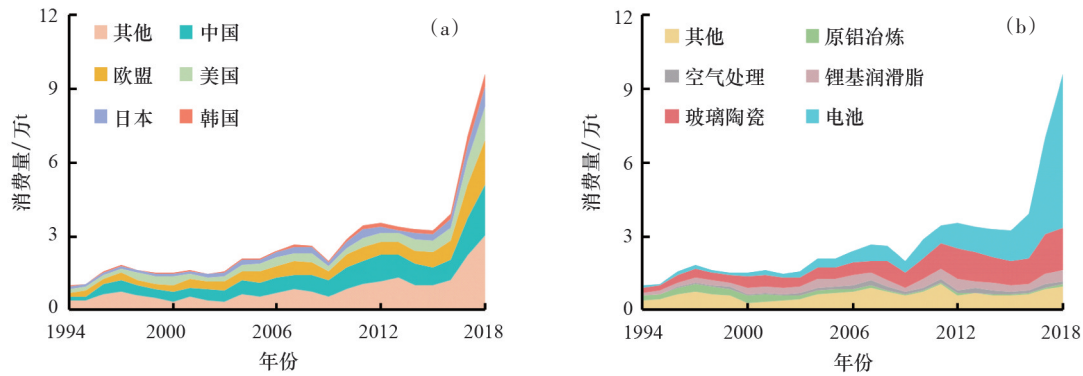 (a)
其他 中国
欧盟 美国
日本 韩国
消费量/万t
12
9
6
3
0
1994 2000 2006 2012 2018
年份
(b)
其他 原铝冶炼
空气处理 锂基润滑脂
玻璃陶瓷 电池
消费量/万t
12
9
6
3
0
1994 2000 2006 2012 2018
年份